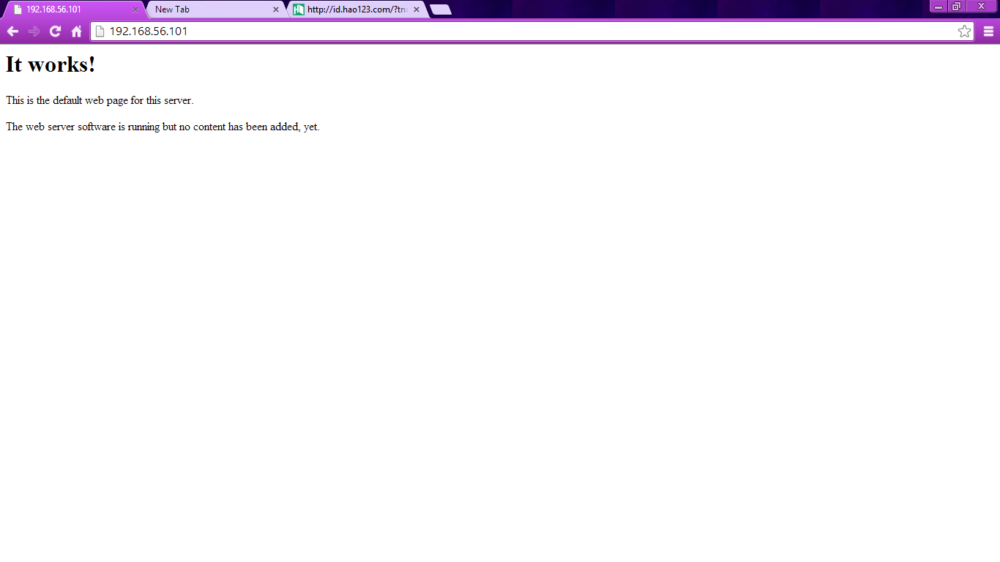 192.168.56.101
New Tab
http://id.hao123.com/?tn=
192.168.56.101
It works!
This is the default web page for this server.
The web server software is running but no content has been added, yet.